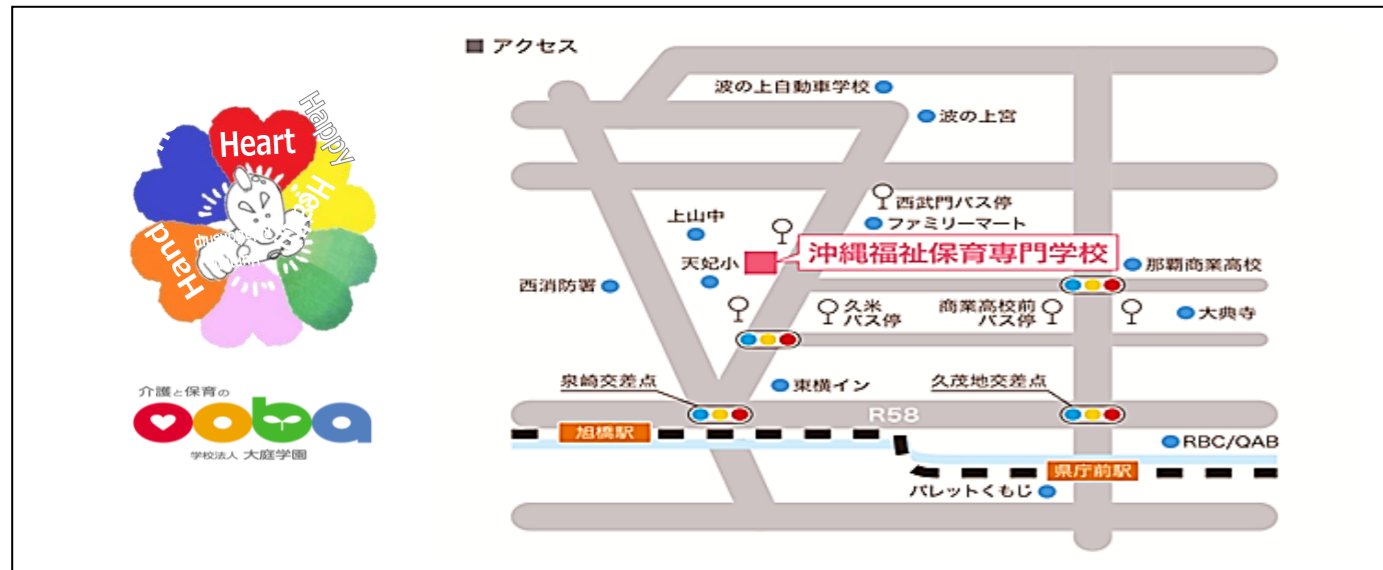 Heart
Happy
Hand
介護と保育の
ooba
学校法人 大庭学園
■ アクセス
波の上自動車学校
波の上宮
西武門バス停
ファミリーマート
上山中
沖縄福祉保育専門学校
天妃小
那覇商業高校
西消防署
久米
バス停
商業高校前
バス停
大典寺
泉崎交差点
東横イン
久茂地交差点
R58
旭橋駅
RBC/QAB
県庁前駅
パレットくもじ